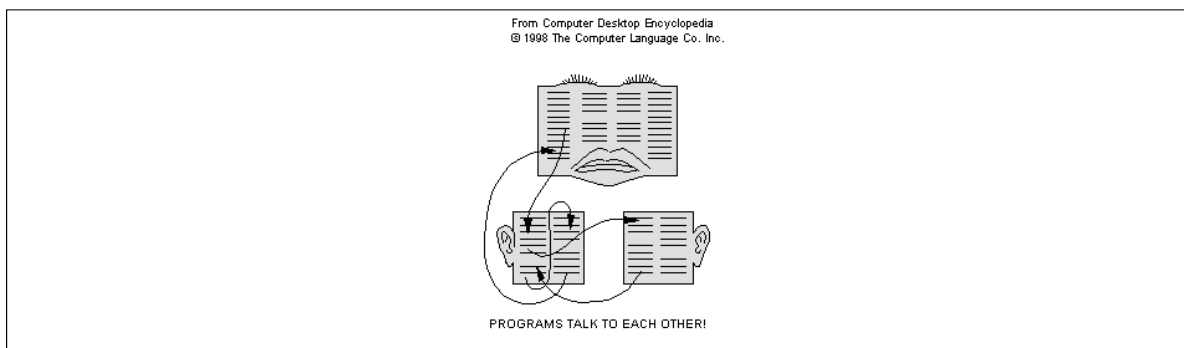 From Computer Desktop Encyclopedia
© 1998 The Computer Language Co. Inc.
PROGRAMS TALK TO EACH OTHER!